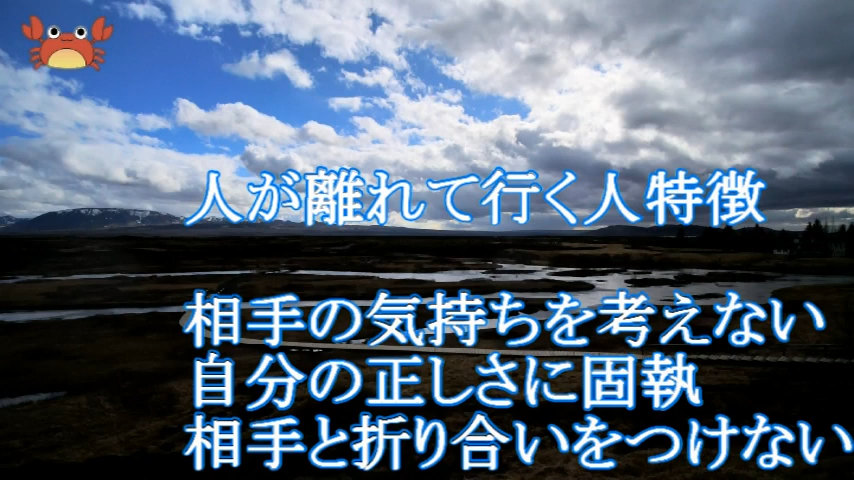 人が離れて行く人特徴
相手の気持ちを考えない
自分の正しさに固執
相手と折り合いをつけない